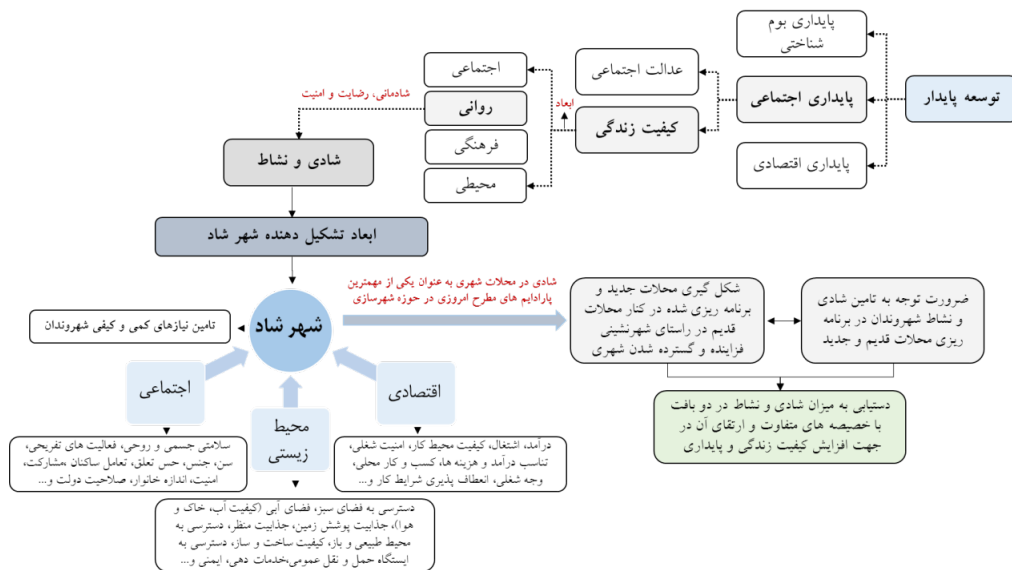 توسعه پایدار
پایداری بوم
شناختی
پایداری اجتماعی
پایداری اقتصادی
عدالت اجتماعی
کیفیت زندگی
ابعاد
اجتماعی
روانی
فرهنگی
محیطی
شادمانی، رضایت و امنیت
شادی و نشاط
ابعاد تشکیل دهنده شهر شاد
شهر شاد
تامین نیازهای کمی و کیفی شهروندان
شادی در محلات شهری به عنوان یکی از مهمترین
پارادایم های مطرح امروزی در حوزه شهرسازی
شکل گیری محلات جدید و
برنامه ریزی شده در کنار محلات
قدیم در راستای شهرنشینی
فزاینده و گسترده شدن شهری
ضرورت توجه به تامین شادی
و نشاط شهروندان در برنامه
ریزی محلات قدیم و جدید
دستیابی به میزان شادی و نشاط در دو بافت
با خصیصه های متفاوت و ارتقای آن در
جهت افزایش کیفیت زندگی و پایداری
اقتصادی
درآمد، اشتغال، کیفیت محیط کار، امنیت شغلی،
تناسب درآمد و هزینه ها، کسب و کار محلی،
وجه شغلی، انعطاف پذیری شرایط کار و...
محیط
زیستی
دسترسی به فضای سبز، فضای آبی (کیفیت آب، خاک و
هوا)، جذابیت پوشش زمین، جذابیت منظر، دسترسی به
محیط طبیعی و باز، کیفیت ساخت و ساز، دسترسی به
ایستگاه حمل و نقل عمومی،خدمات دهی، ایمنی و...
اجتماعی
سلامتی جسمی و روحی، فعالیت های تفریحی،
سن، جنس، حس تعلق، تعامل ساکنان ،مشارکت،
امنیت، اندازه خانوار، صلاحیت دولت و...